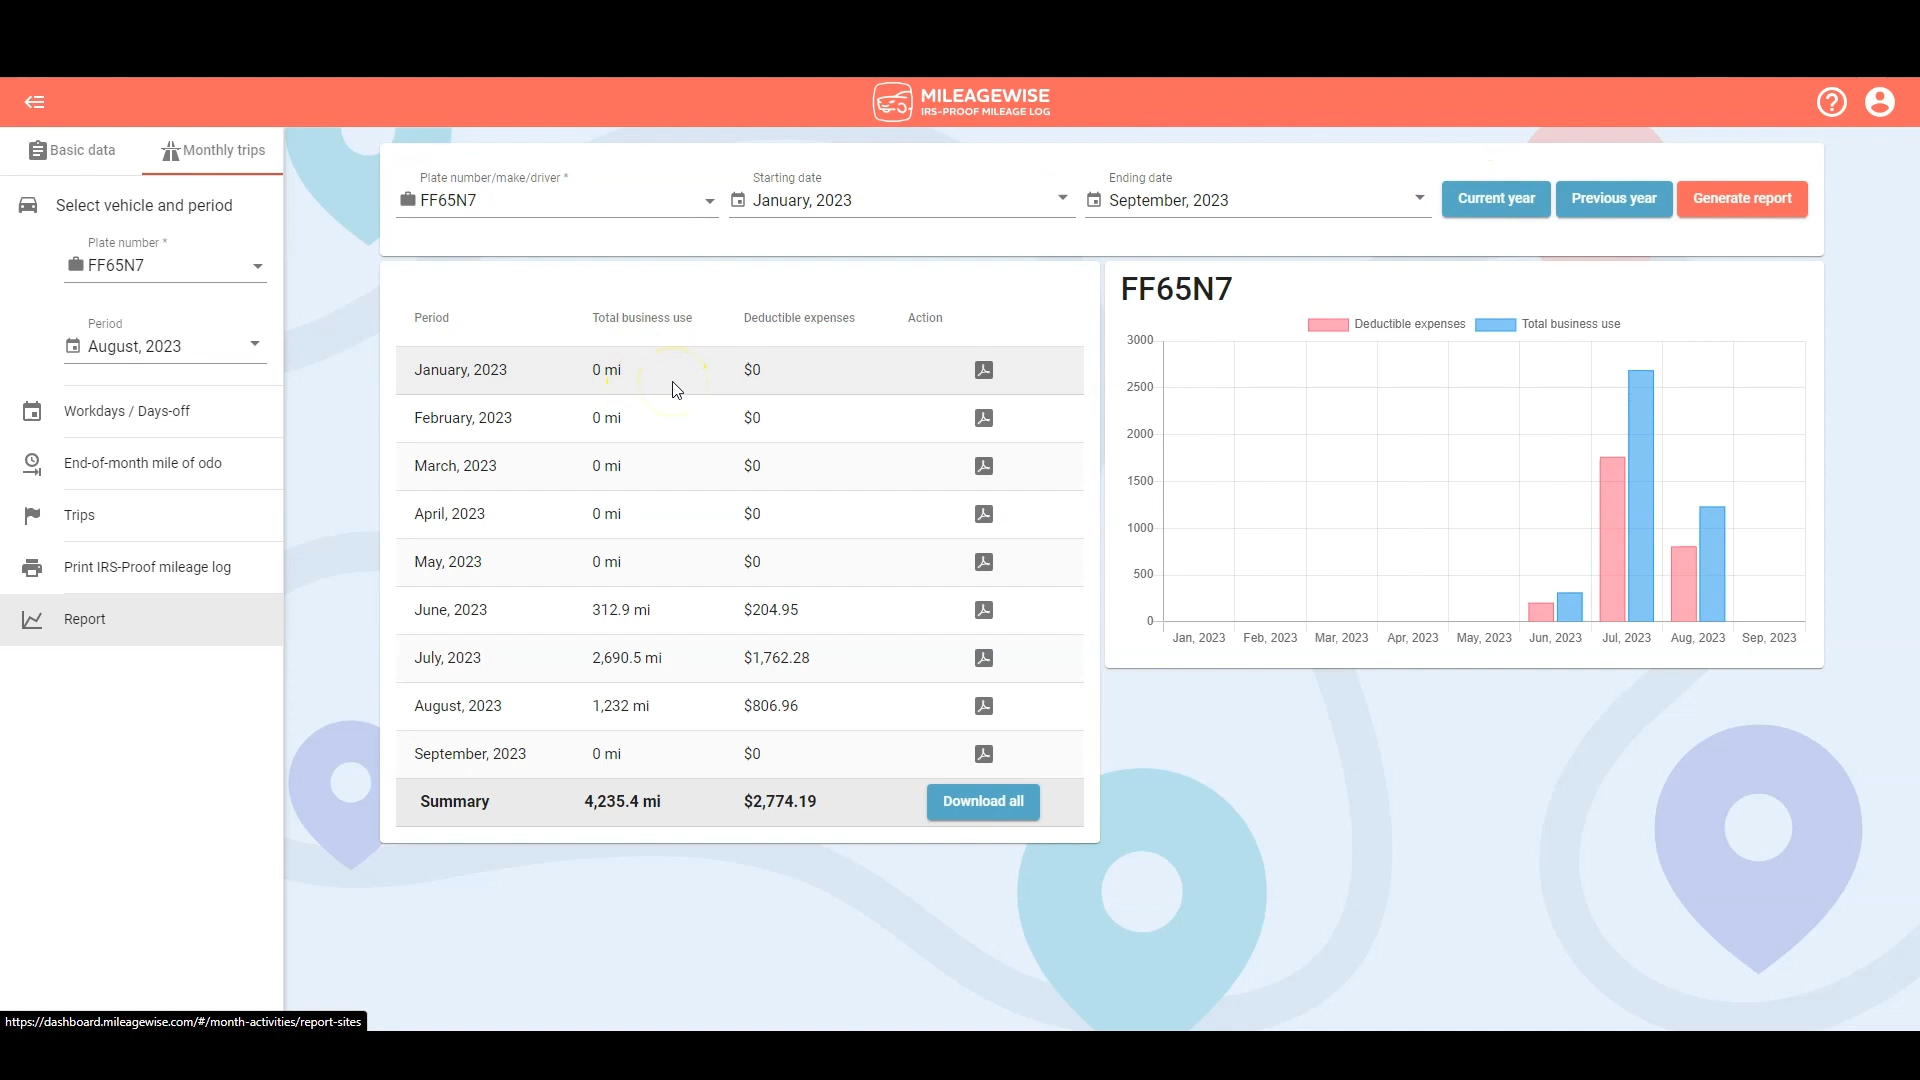 MILEAGEWISE
IRS-PROOF MILEAGE LOG
Basic data
Monthly trips
Select vehicle and period
Plate number *
FF65N7
Period
August, 2023
Workdays / Days-off
End-of-month mile of odo
Trips
Print IRS-Proof mileage log
Report
Plate number/make/driver *
FF65N7
Starting date
January, 2023
Ending date
September, 2023
Current year
Previous year
Generate report
Period Total business use Deductible expenses Action
January, 2023 0 mi $0
February, 2023 0 mi $0
March, 2023 0 mi $0
April, 2023 0 mi $0
May, 2023 0 mi $0
June, 2023 312.9 mi $204.95
July, 2023 2,690.5 mi $1,762.28
August, 2023 1,232 mi $806.96
September, 2023 0 mi $0
Summary 4,235.4 mi $2,774.19 Download all
FF65N7
Deductible expenses Total business use
3000
2500
2000
1500
1000
500
0
Jan, 2023 Feb, 2023 Mar, 2023 Apr, 2023 May, 2023 Jun, 2023 Jul, 2023 Aug, 2023 Sep, 2023
https://dashboard.mileagewise.com/#/month-activities/report-sites